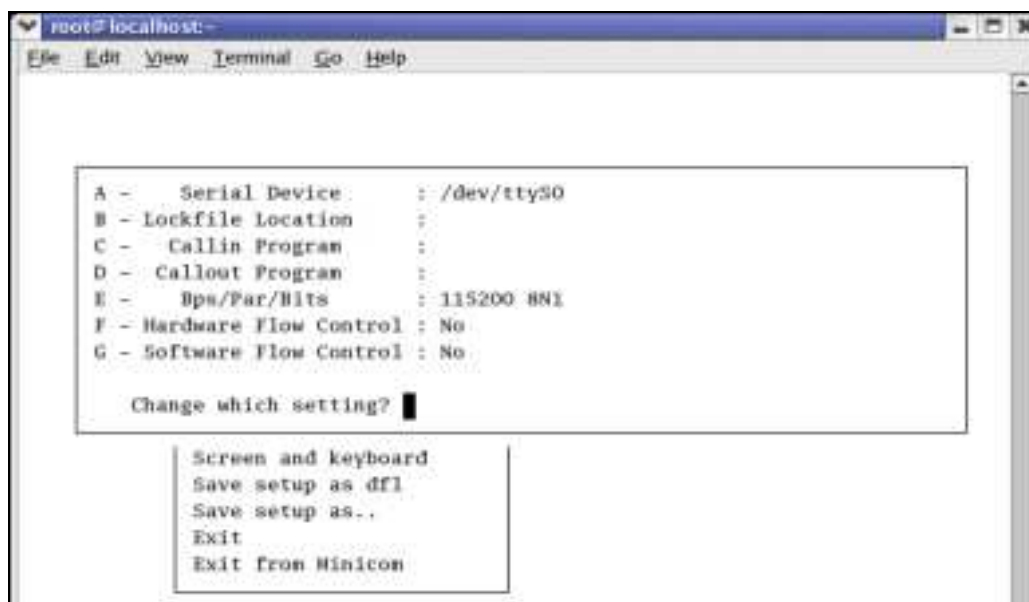 root@localhost:~
File Edit View Terminal Go Help
A - Serial Device : /dev/ttyS0
B - Lockfile Location :
C - Callin Program :
D - Callout Program :
E - Bps/Par/Bits : 115200 8N1
F - Hardware Flow Control : No
G - Software Flow Control : No
Change which setting?
Screen and keyboard
Save setup as dfl
Save setup as..
Exit
Exit from Minicom